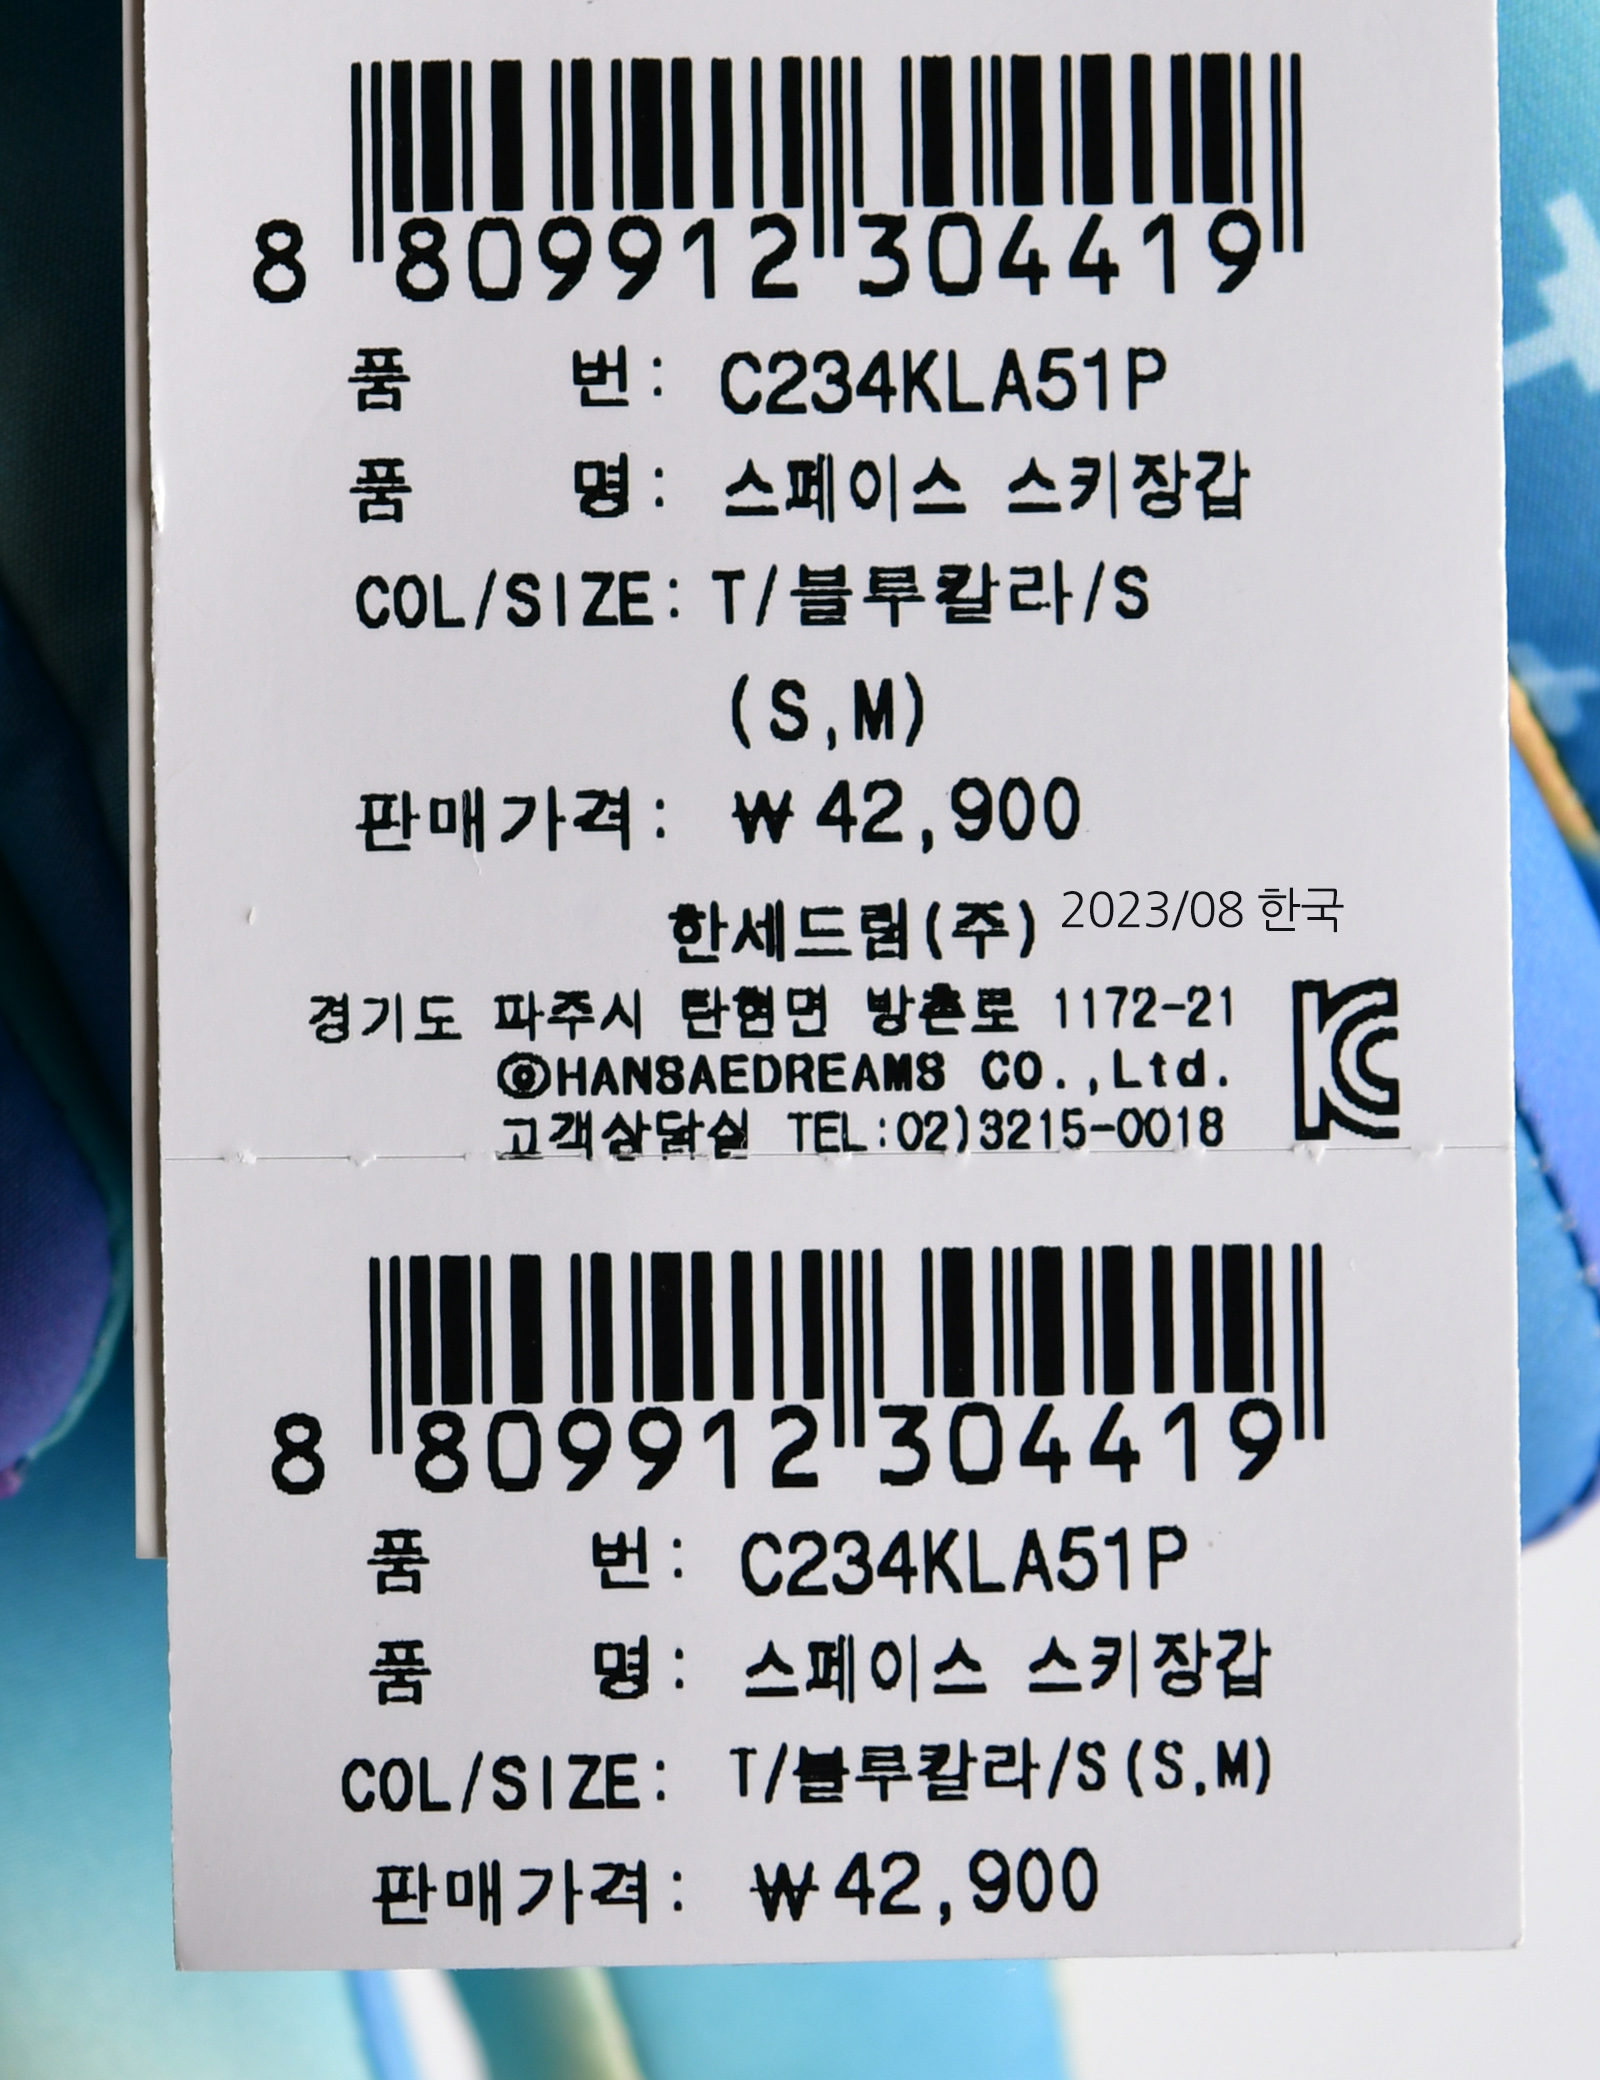 8 809912 304419
품 번: C234KLA51P
품 명: 스페이스 스키장갑
COL/SIZE: T/블루칼라/S
(S,M)
판매가격: ₩42,900
한세드림(주) 2023/08 한국
경기도 파주시 탄현면 방촌로 1172-21
ⓒHANSAEDREAMS CO.,Ltd.
고객상담실 TEL:02)3215-0018
8 809912 304419
품 번: C234KLA51P
품 명: 스페이스 스키장갑
COL/SIZE: T/블루칼라/S(S,M)
판매가격: ₩42,900